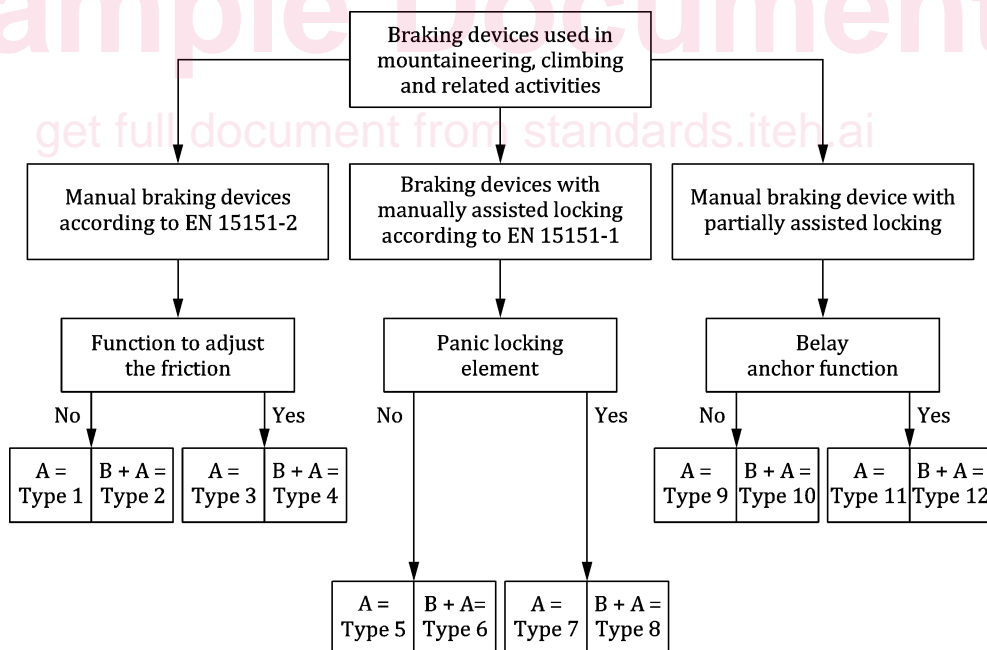 ample Document
get full document from standards.iteh.ai
Braking devices used in
mountaineering, climbing
and related activities
Manual braking devices
according to EN 15151-2
Braking devices with
manually assisted locking
according to EN 15151-1
Manual braking device with
partially assisted locking
Function to adjust
the friction
Panic locking
element
Belay
anchor function
No
Yes
No
Yes
No
Yes
A =
Type 1
B + A =
Type 2
A =
Type 3
B + A =
Type 4
A =
Type 9
B + A =
Type 10
A =
Type 11
B + A =
Type 12
A =
Type 5
B + A=
Type 6
A =
Type 7
B + A =
Type 8